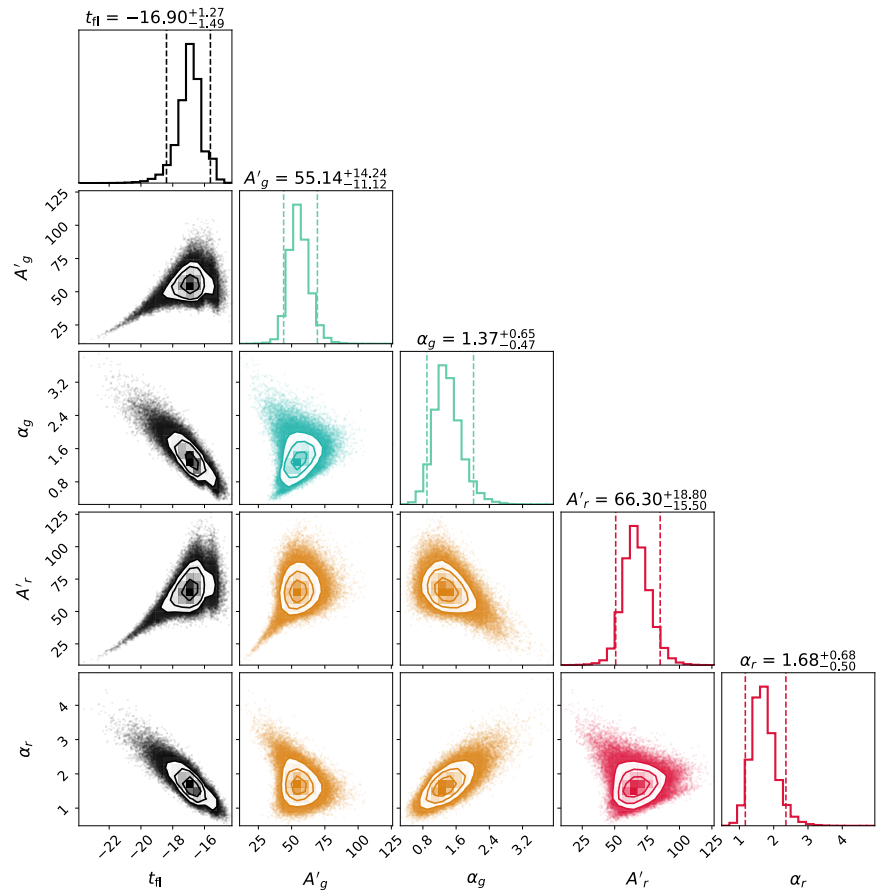 t_fl = −16.90^{+1.27}_{−1.49}
A′_g = 55.14^{+14.24}_{−11.12}
125
100
75
50
25
A′_g
α_g = 1.37^{+0.65}_{−0.47}
3.2
2.4
1.6
0.8
α_g
A′_r = 66.30^{+18.80}_{−15.50}
125
100
75
50
25
A′_r
α_r = 1.68^{+0.68}_{−0.50}
4
3
2
1
α_r
−22 −20 −18 −16 25 50 75 100 125 0.8 1.6 2.4 3.2 25 50 75 100 125 1 2 3 4
t_fl A′_g α_g A′_r α_r